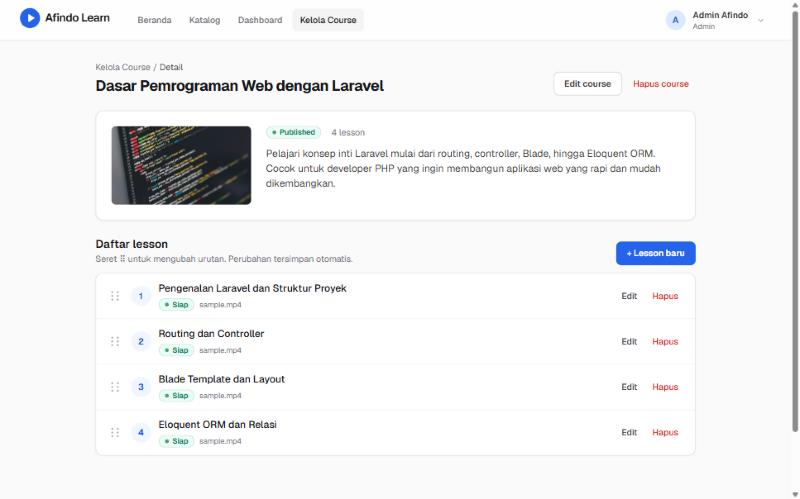 Afindo Learn
Beranda
Katalog
Dashboard
Kelola Course
A
Admin Afindo
Admin
Kelola Course / Detail
Dasar Pemrograman Web dengan Laravel
Edit course
Hapus course
Published
4 lesson
Pelajari konsep inti Laravel mulai dari routing, controller, Blade, hingga Eloquent ORM.
Cocok untuk developer PHP yang ingin membangun aplikasi web yang rapi dan mudah
dikembangkan.
Daftar lesson
Seret ⠿ untuk mengubah urutan. Perubahan tersimpan otomatis.
+ Lesson baru
1
Pengenalan Laravel dan Struktur Proyek
Siap
sample.mp4
Edit
Hapus
2
Routing dan Controller
Siap
sample.mp4
Edit
Hapus
3
Blade Template dan Layout
Siap
sample.mp4
Edit
Hapus
4
Eloquent ORM dan Relasi
Siap
sample.mp4
Edit
Hapus